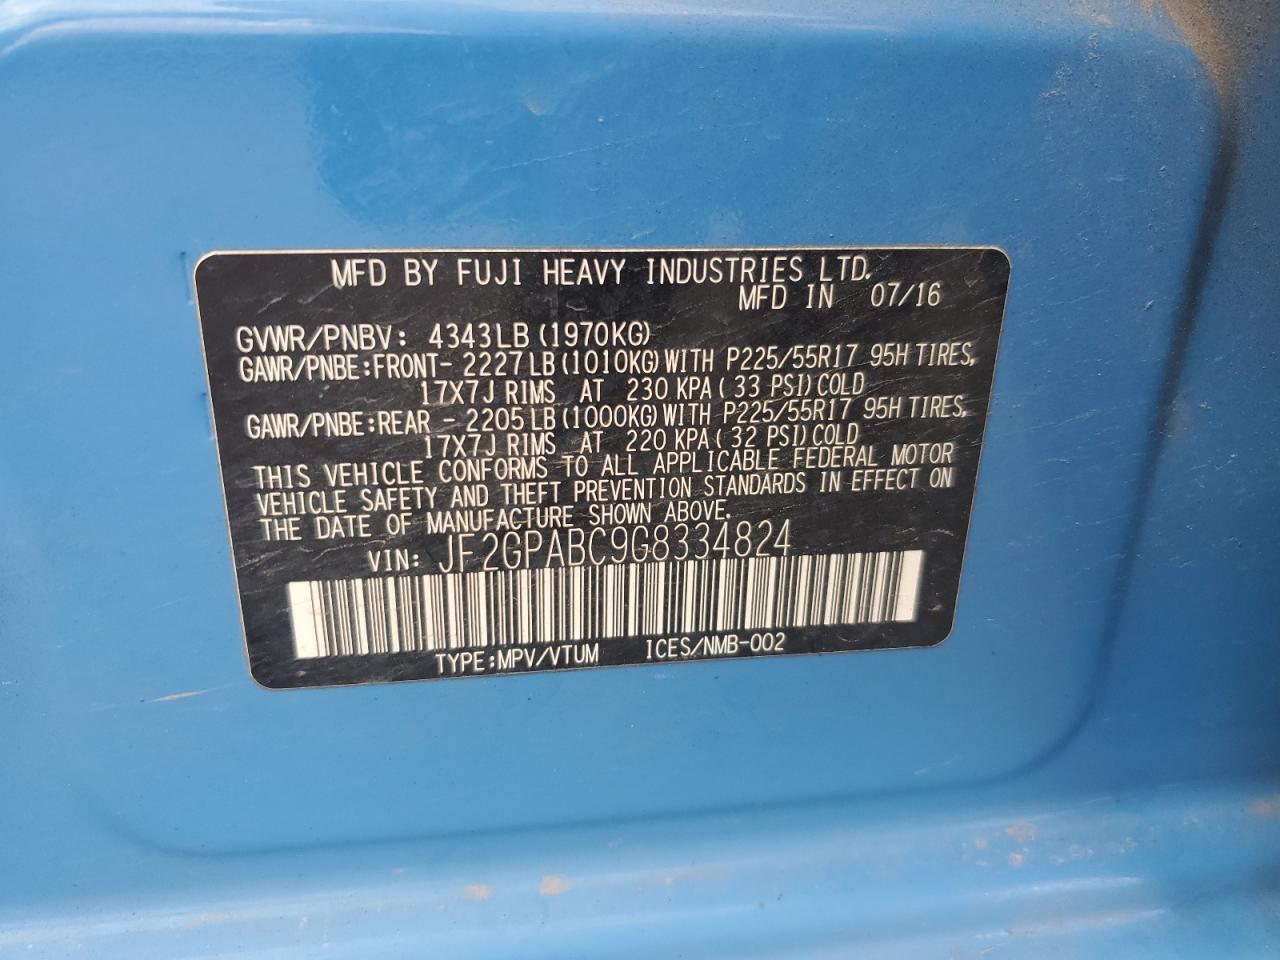 MFD BY FUJI HEAVY INDUSTRIES LTD.
MFD IN 07/16
GVWR/PNBV: 4343LB (1970KG)
GAWR/PNBE:FRONT- 2227LB (1010KG) WITH P225/55R17 95H TIRES,
17X7J RIMS AT 230 KPA (33 PSI) COLD
GAWR/PNBE:REAR - 2205LB (1000KG) WITH P225/55R17 95H TIRES,
17X7J RIMS AT 220 KPA (32 PSI) COLD
THIS VEHICLE CONFORMS TO ALL APPLICABLE FEDERAL MOTOR
VEHICLE SAFETY AND THEFT PREVENTION STANDARDS IN EFFECT ON
THE DATE OF MANUFACTURE SHOWN ABOVE.
VIN: JF2GPABC9G8334824
TYPE:MPV/VTUM ICES/NMB-002